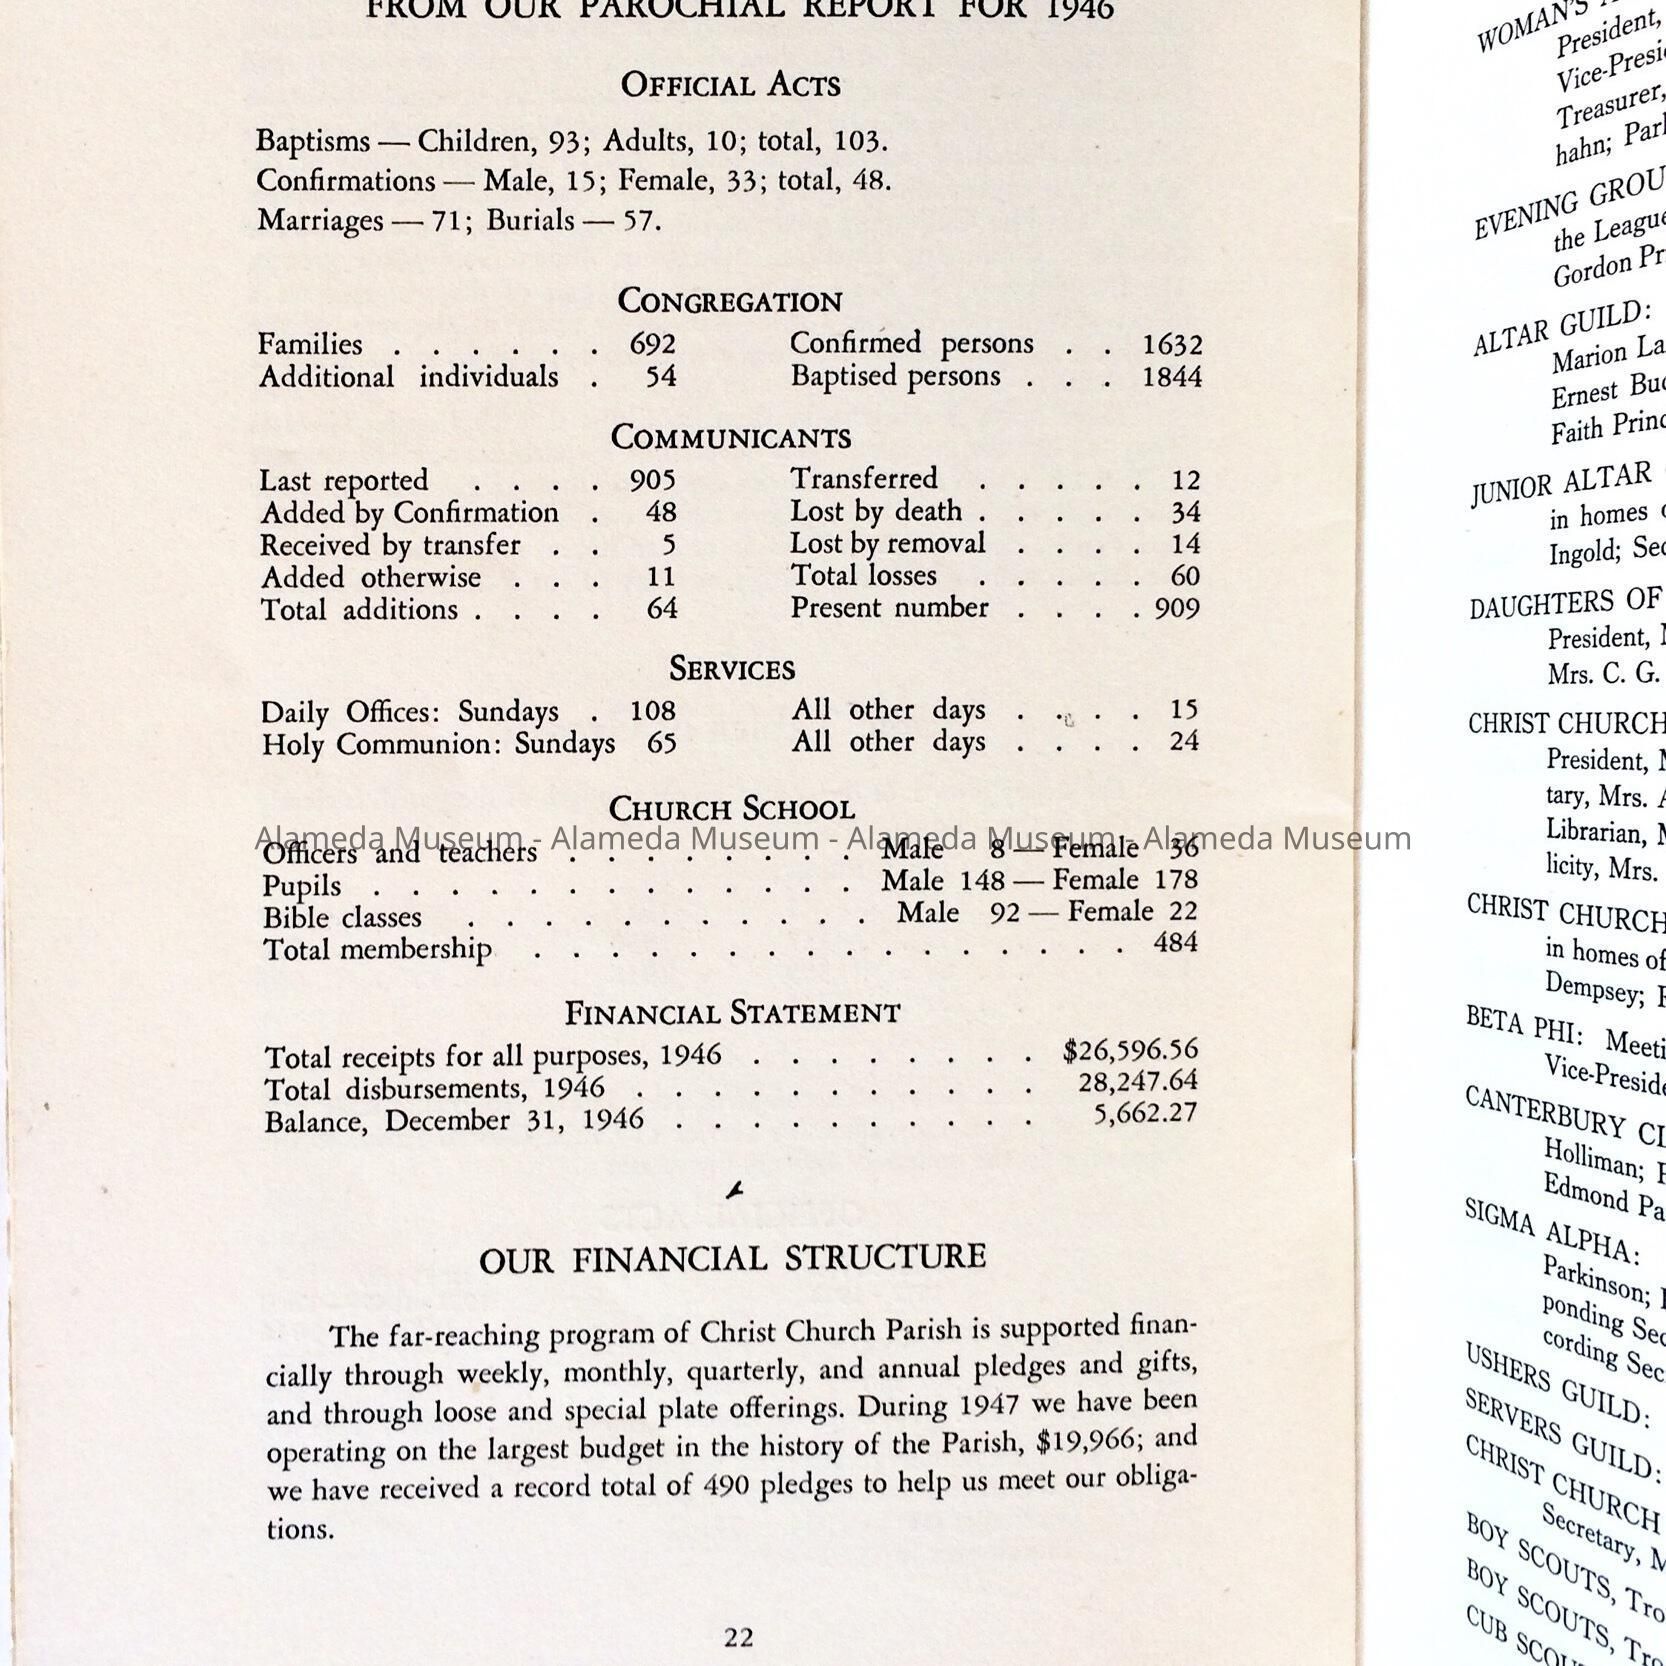 FROM OUR PAROCHIAL REPORT FOR 1946
OFFICIAL ACTS
Baptisms — Children, 93; Adults, 10; total, 103.
Confirmations — Male, 15; Female, 33; total, 48.
Marriages — 71; Burials — 57.
CONGREGATION
Families . . . . . . 692 Confirmed persons . . 1632
Additional individuals . 54 Baptised persons . . . 1844
COMMUNICANTS
Last reported . . . . 905 Transferred . . . . . 12
Added by Confirmation . 48 Lost by death . . . . . 34
Received by transfer . . 5 Lost by removal . . . . 14
Added otherwise . . . 11 Total losses . . . . . 60
Total additions . . . . 64 Present number . . . . 909
SERVICES
Daily Offices: Sundays . 108 All other days . . . . 15
Holy Communion: Sundays 65 All other days . . . . 24
CHURCH SCHOOL
Alameda Museum - Alameda Museum - Alameda Museum - Alameda Museum
Officers and teachers . . . . . . . . Male 8 — Female 36
Pupils . . . . . . . . . . . . . Male 148 — Female 178
Bible classes . . . . . . . . . . . Male 92 — Female 22
Total membership . . . . . . . . . . . . . . . . 484
FINANCIAL STATEMENT
Total receipts for all purposes, 1946 . . . . . . . . $26,596.56
Total disbursements, 1946 . . . . . . . . . . . 28,247.64
Balance, December 31, 1946 . . . . . . . . . . 5,662.27
OUR FINANCIAL STRUCTURE
The far-reaching program of Christ Church Parish is supported finan-
cially through weekly, monthly, quarterly, and annual pledges and gifts,
and through loose and special plate offerings. During 1947 we have been
operating on the largest budget in the history of the Parish, $19,966; and
we have received a record total of 490 pledges to help us meet our obliga-
tions.
22
WOMAN'S
President,
Treasurer,
hahn;
EVENING
the League
Gordon
ALTAR GUILD:
Marion
Ernest
Faith
JUNIOR ALTAR
in homes
Ingold;
DAUGHTERS OF
President,
Mrs. C. G.
CHRIST CHURCH
President,
tary, Mrs.
Librarian,
licity, Mrs.
CHRIST CHURCH
in homes of
Dempsey;
BETA PHI:
CANTERBURY
Holliman;
Edmond
SIGMA ALPHA:
Parkinson;
ponding
cording
USHERS GUILD:
SERVERS GUILD:
CHRIST CHURCH
Secretary,
BOY SCOUTS,
BOY SCOUTS,
CUB